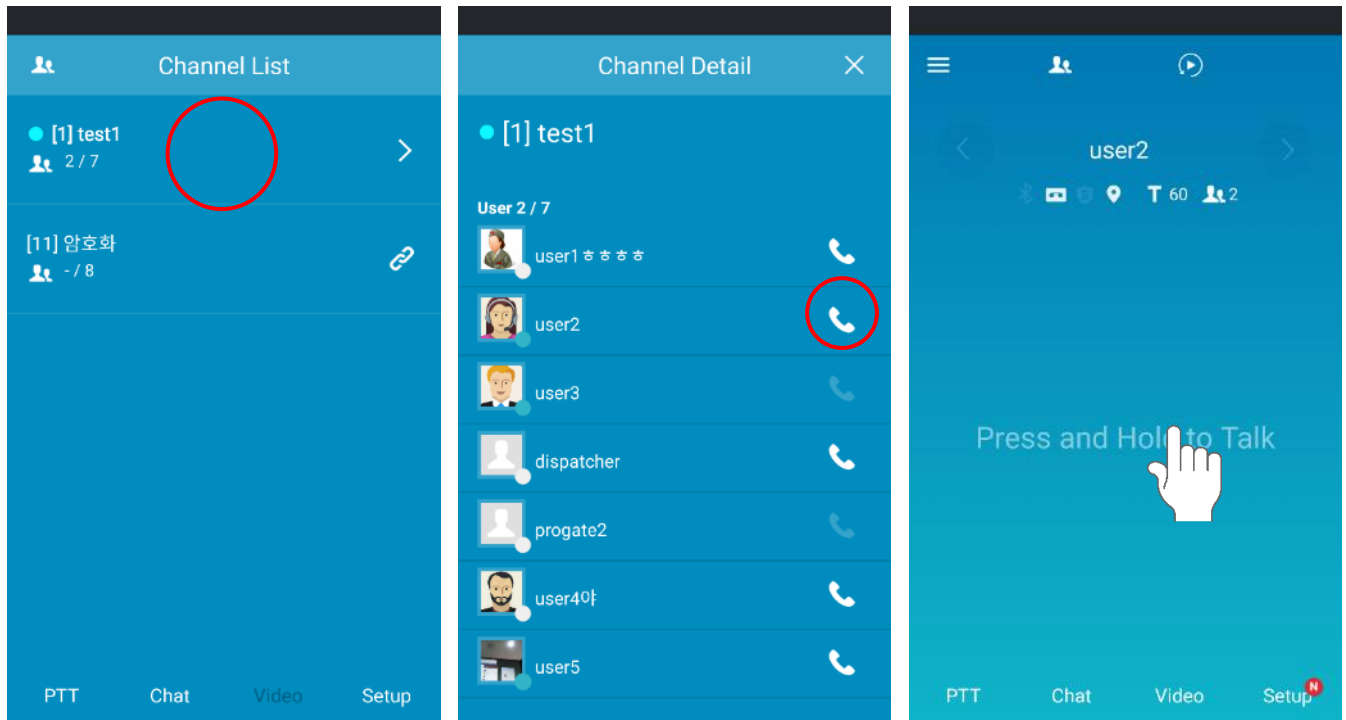 Channel List
[1] test1
2 / 7
[11] 암호화
- / 8
PTT Chat Video Setup
Channel Detail
[1] test1
User 2 / 7
user1ㅎㅎㅎㅎ
user2
user3
dispatcher
progate2
user4야
user5
user2
T 60 2
Press and Hold to Talk
PTT Chat Video Setup N